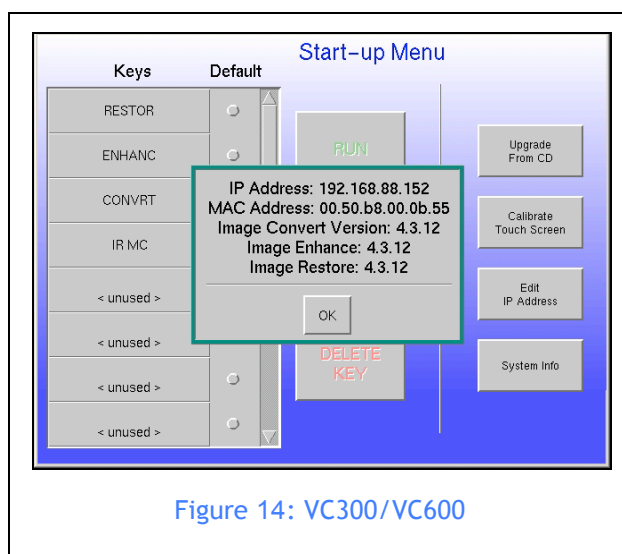 Start-up Menu
Keys Default
RESTOR
ENHANC
CONVRT
IR MC
< unused >
< unused >
< unused >
< unused >
RUN
IP Address: 192.168.88.152
MAC Address: 00.50.b8.00.0b.55
Image Convert Version: 4.3.12
Image Enhance: 4.3.12
Image Restore: 4.3.12
OK
DELETE
KEY
Upgrade
From CD
Calibrate
Touch Screen
Edit
IP Address
System Info
Figure 14: VC300/VC600